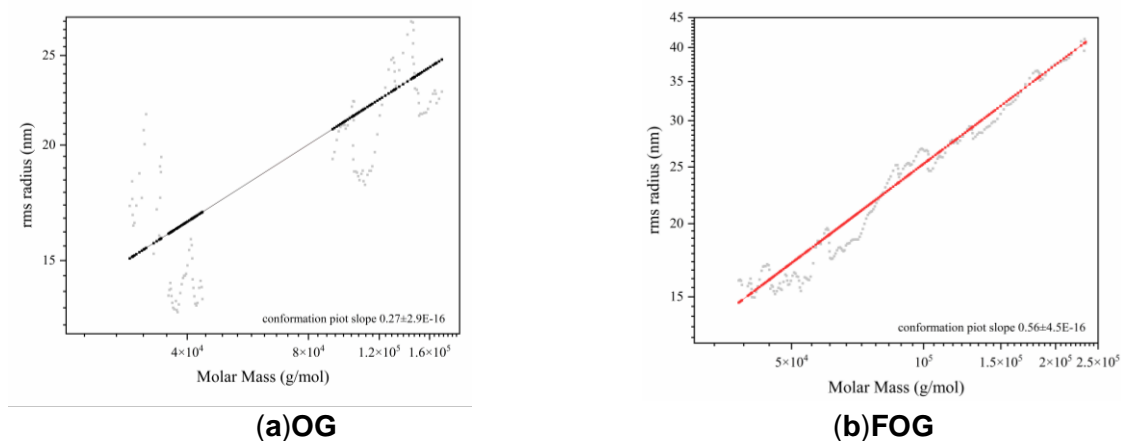 25
20
15
rms radius (nm)
conformation piot slope 0.27±2.9E-16
4×10⁴
8×10⁴
1.2×10⁵
1.6×10⁵
Molar Mass (g/mol)
(a)OG
45
40
35
30
25
20
15
rms radius (nm)
conformation piot slope 0.56±4.5E-16
5×10⁴
10⁵
1.5×10⁵
2×10⁵
2.5×10⁵
Molar Mass (g/mol)
(b)FOG